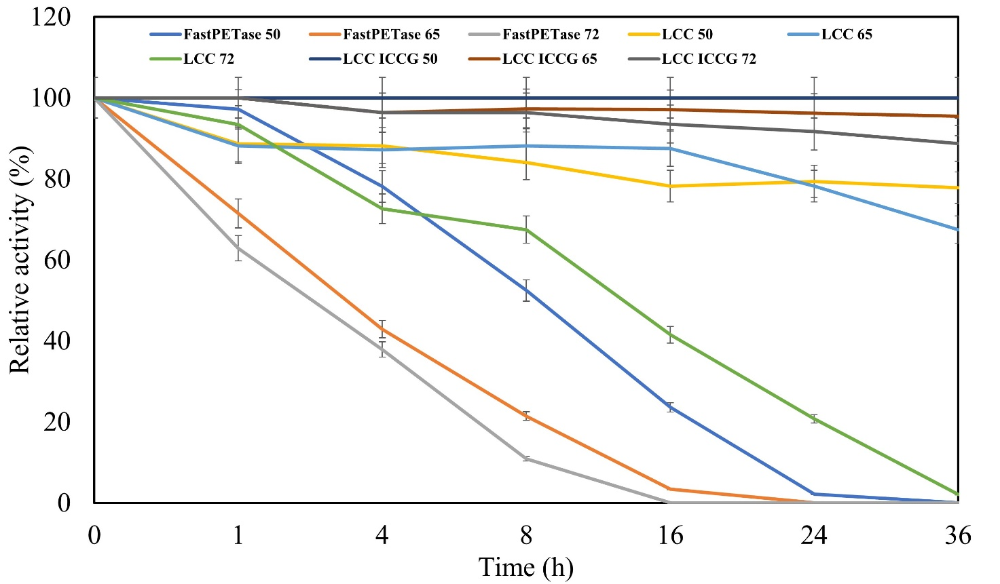 120
FastPETase 50 FastPETase 65 FastPETase 72 LCC 50 LCC 65
LCC 72 LCC ICCG 50 LCC ICCG 65 LCC ICCG 72
100
80
60
40
20
0
Relative activity (%)
0 1 4 8 16 24 36
Time (h)